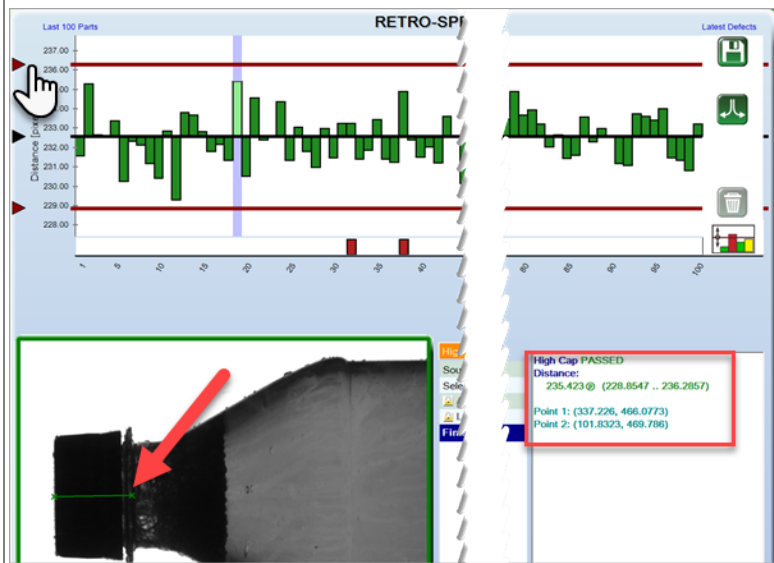 Last 100 Parts
RETRO-SP
Latest Defects
237.00
236.00
233.00
232.00
231.00
230.00
229.00
228.00
Distance [pixe
1 5 10 15 20 25 30 35 40 80 85 90 95 100
Hig
Sou
Sele
L
Fin
High Cap PASSED
Distance:
235.423@ (228.8547 .. 236.2857)
Point 1: (337.226, 466.0773)
Point 2: (101.8323, 469.786)